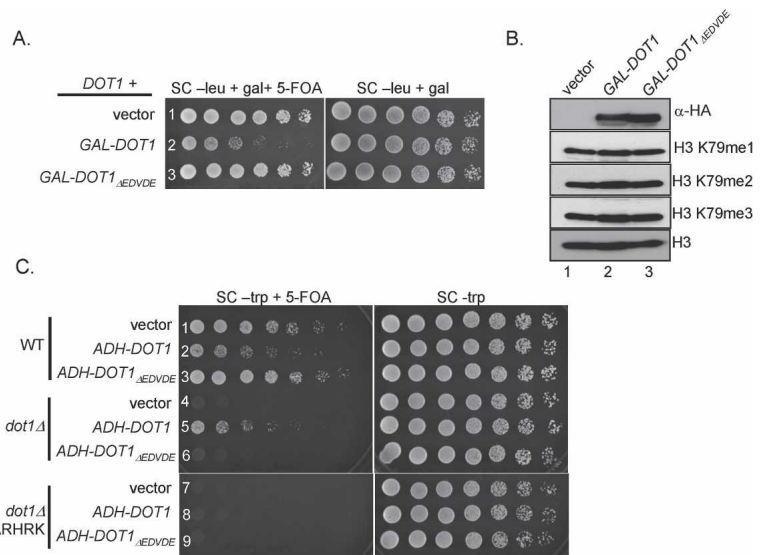 A.
DOT1 +
SC –leu + gal+ 5-FOA
SC –leu + gal
vector
1
GAL-DOT1
2
GAL-DOT1ΔEDVDE
3
B.
vector
GAL-DOT1
GAL-DOT1ΔEDVDE
α-HA
H3 K79me1
H3 K79me2
H3 K79me3
H3
1 2 3
C.
SC –trp + 5-FOA
SC -trp
WT
vector
1
ADH-DOT1
2
ADH-DOT1ΔEDVDE
3
dot1Δ
vector
4
ADH-DOT1
5
ADH-DOT1ΔEDVDE
6
dot1Δ
ARHRK
vector
7
ADH-DOT1
8
ADH-DOT1ΔEDVDE
9